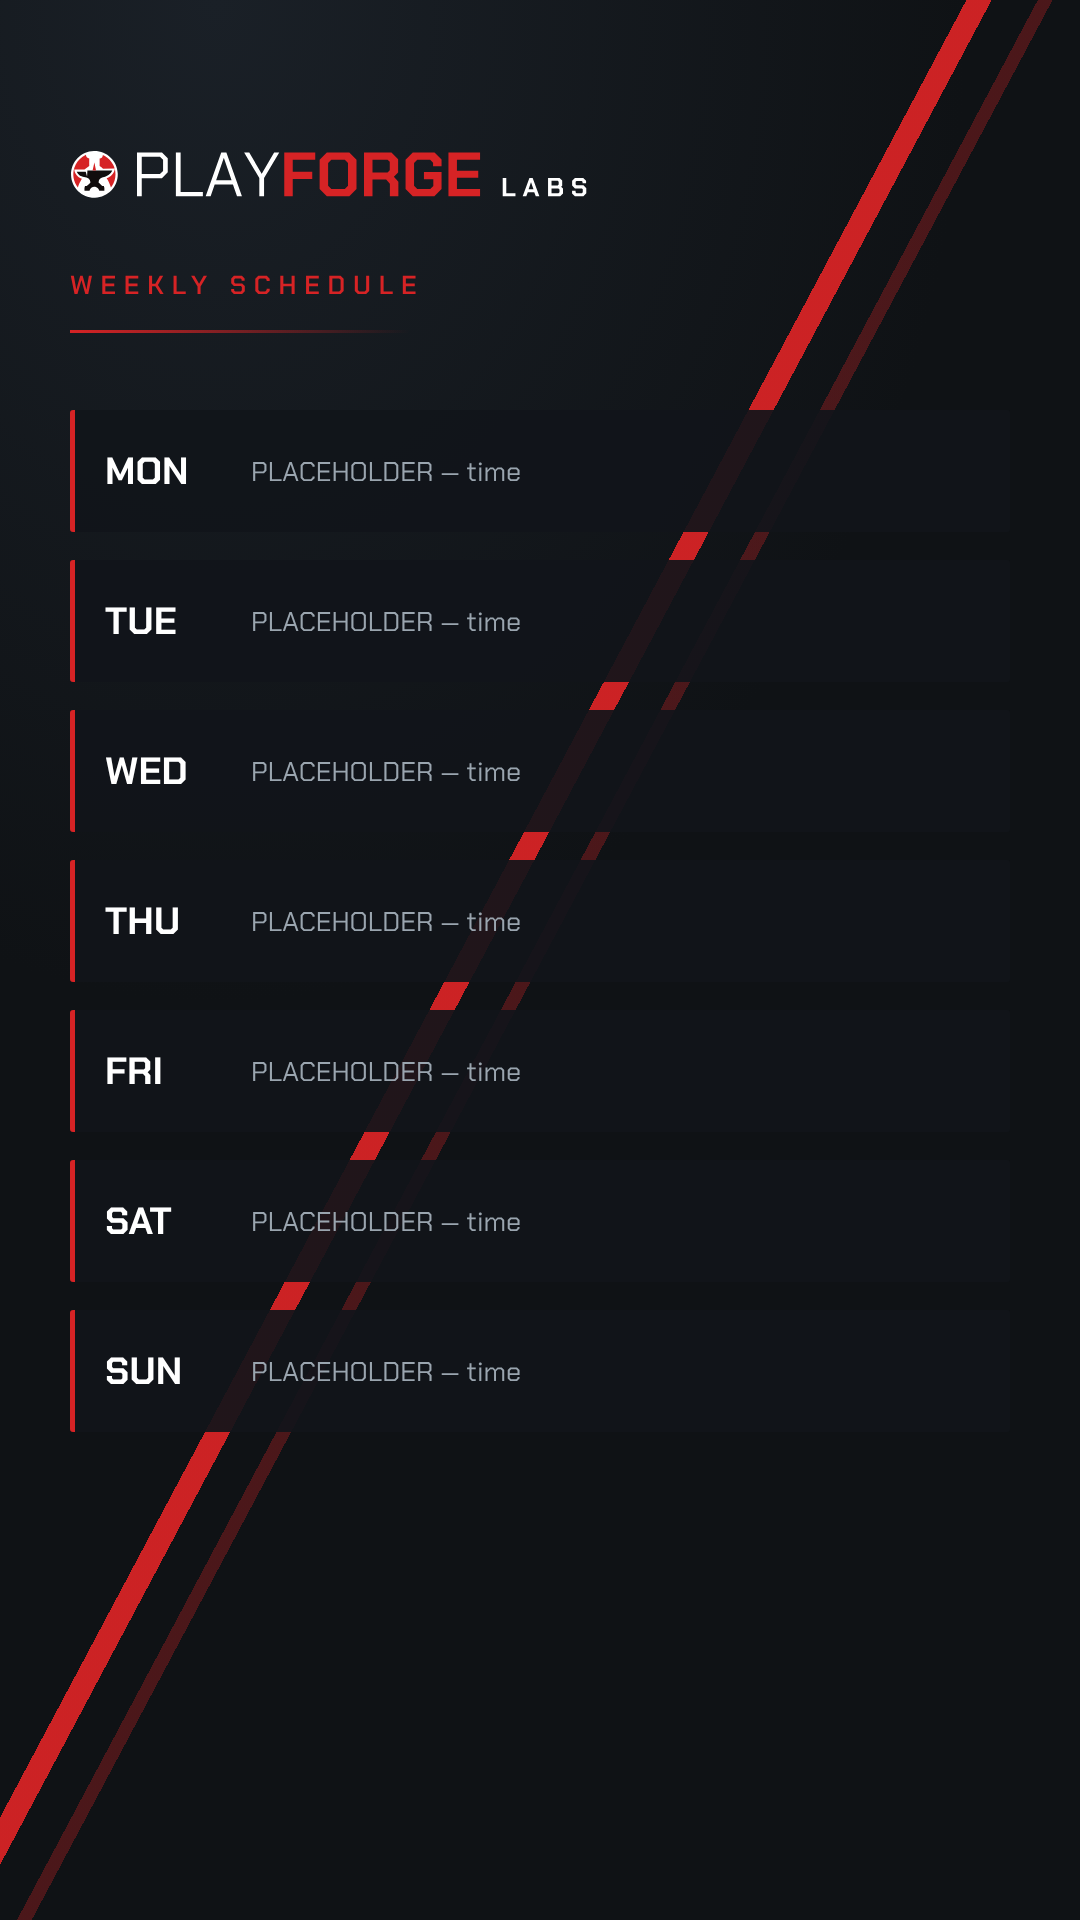 PLAYFORGE LABS
WEEKLY SCHEDULE
MON PLACEHOLDER — time
TUE PLACEHOLDER — time
WED PLACEHOLDER — time
THU PLACEHOLDER — time
FRI PLACEHOLDER — time
SAT PLACEHOLDER — time
SUN PLACEHOLDER — time